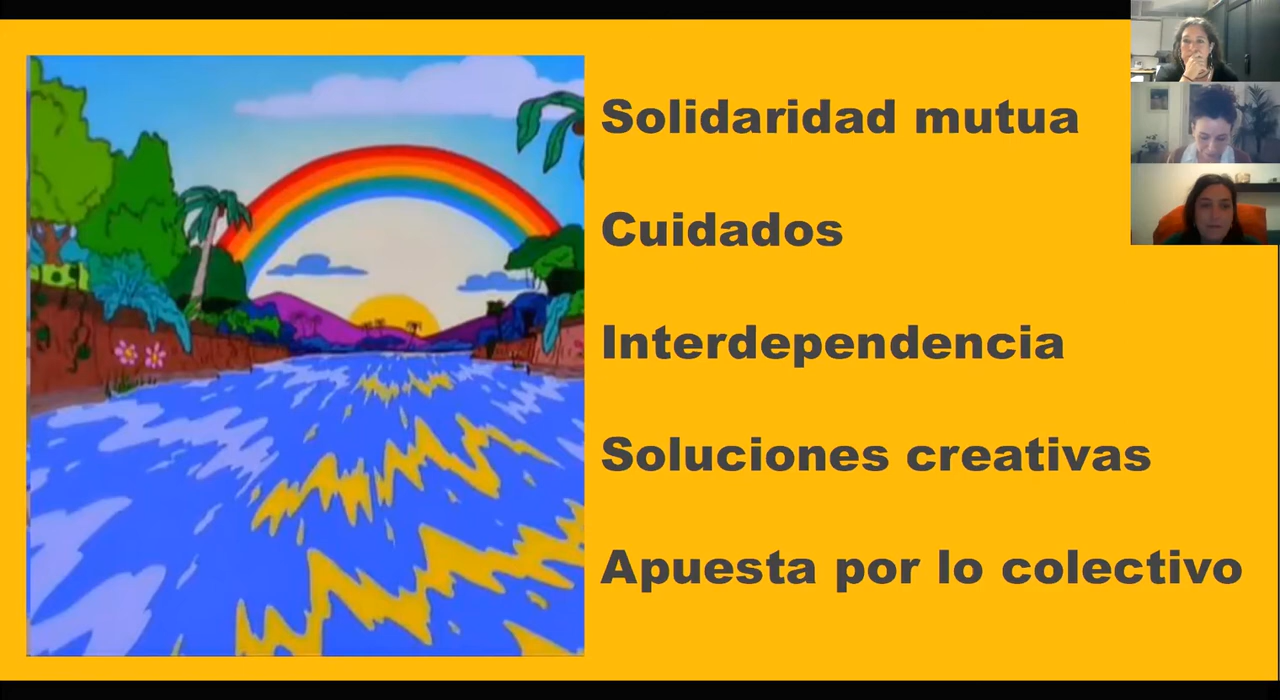 Solidaridad mutua
Cuidados
Interdependencia
Soluciones creativas
Apuesta por lo colectivo